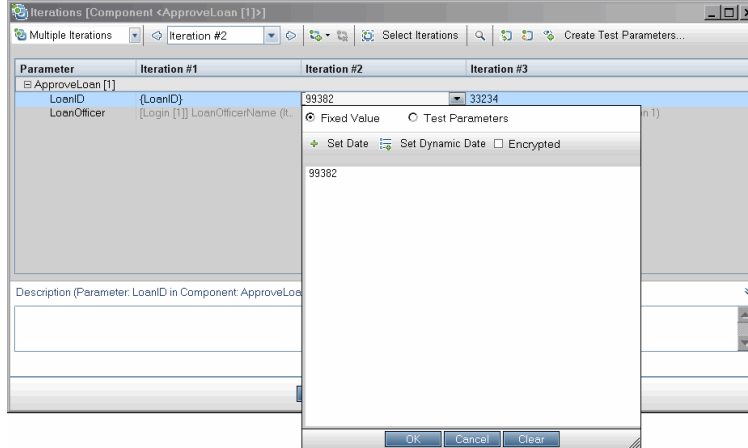 Iterations [Component <ApproveLoan [1]>]
Multiple Iterations Iteration #2 Select Iterations Create Test Parameters...
Parameter Iteration #1 Iteration #2 Iteration #3
ApproveLoan [1]
LoanID {LoanID} 99382 33234
LoanOfficer [Login [1]] LoanOfficerName (It... n 1)
Fixed Value Test Parameters
Set Date Set Dynamic Date Encrypted
99382
Description (Parameter: LoanID in Component: ApproveLoa
OK Cancel Clear